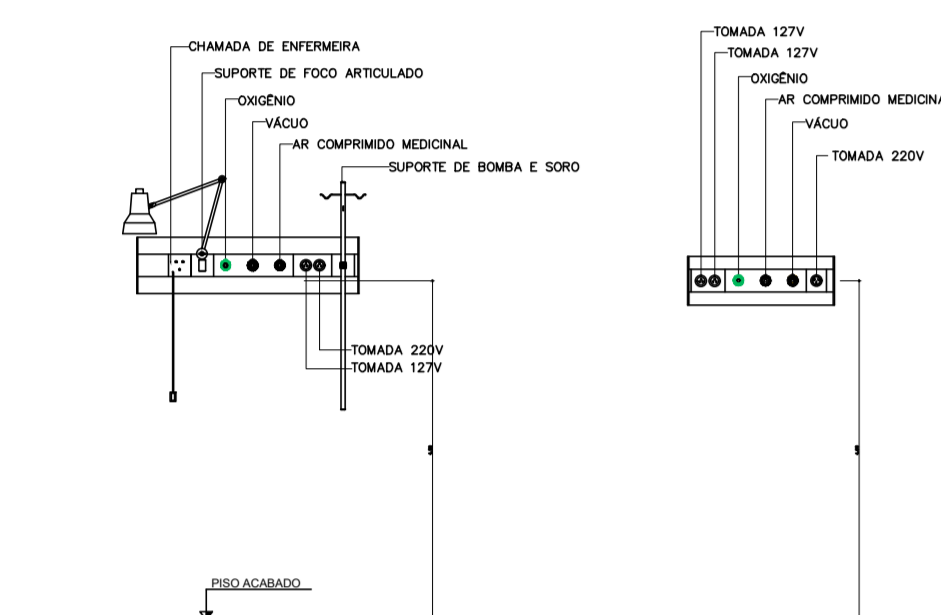 CHAMADA DE ENFERMEIRA
SUPORTE DE FOCO ARTICULADO
OXIGÊNIO
VÁCUO
AR COMPRIMIDO MEDICINAL
SUPORTE DE BOMBA E SORO
TOMADA 220V
TOMADA 127V
PISO ACABADO
TOMADA 127V
TOMADA 127V
OXIGÊNIO
AR COMPRIMIDO MEDICINA
VÁCUO
TOMADA 220V